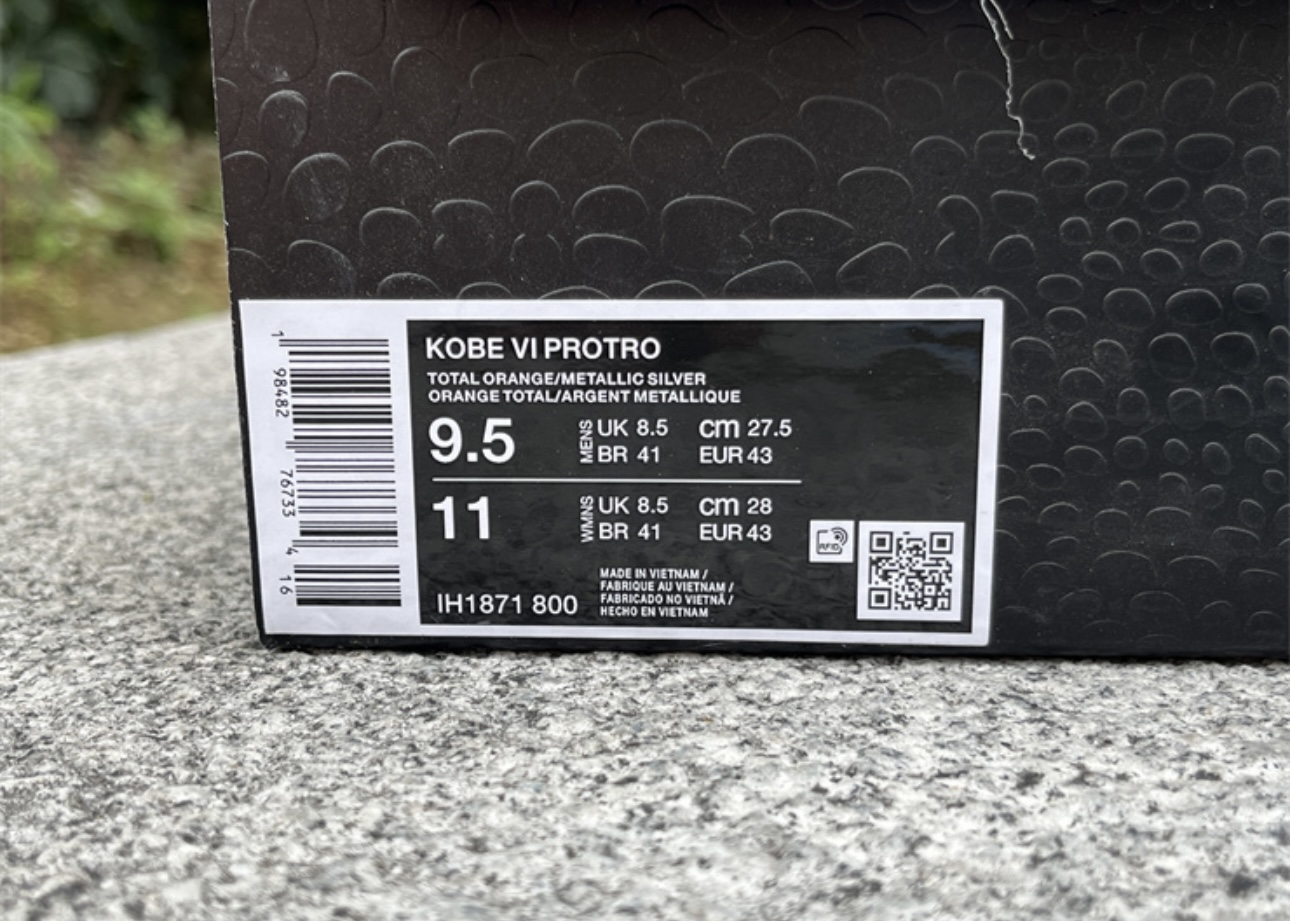 KOBE VI PROTRO
TOTAL ORANGE/METALLIC SILVER
ORANGE TOTAL/ARGENT METALLIQUE
9.5 MENS UK 8.5 cm 27.5
BR 41 EUR 43
11 WMNS UK 8.5 cm 28
BR 41 EUR 43
IH1871 800
MADE IN VIETNAM /
FABRIQUE AU VIETNAM /
FABRICADO NO VIETNÃ /
HECHO EN VIETNAM
RFID
1 98482 76733 4 16